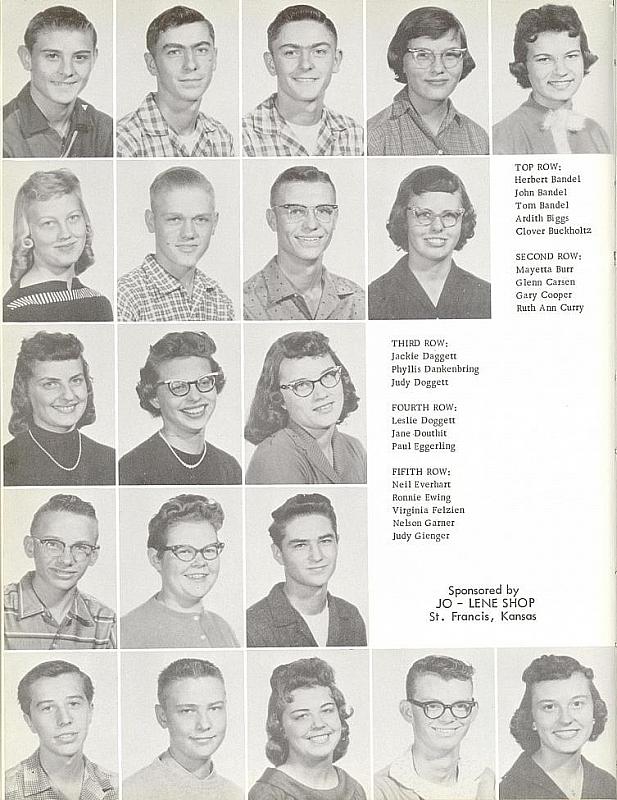 TOP ROW:
Herbert Bandel
John Bandel
Tom Bandel
Ardith Biggs
Clover Buckholtz
SECOND ROW:
Mayetta Burr
Glenn Carsen
Gary Cooper
Ruth Ann Curry
THIRD ROW:
Jackie Daggett
Phyllis Dankenbring
Judy Doggett
FOURTH ROW:
Leslie Doggett
Jane Douthit
Paul Eggerling
FIFITH ROW:
Neil Everhart
Ronnie Ewing
Virginia Felzien
Nelson Garner
Judy Gienger
Sponsored by
JO - LENE SHOP
St. Francis, Kansas